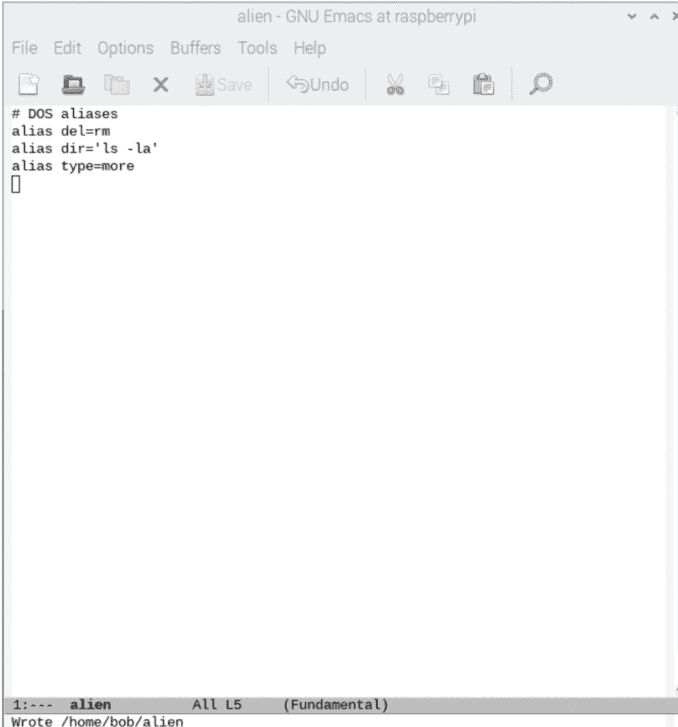 alien - GNU Emacs at raspberrypi
File Edit Options Buffers Tools Help
Save Undo
# DOS aliases
alias del=rm
alias dir='ls -la'
alias type=more
1:--- alien All L5 (Fundamental)
Wrote /home/bob/alien